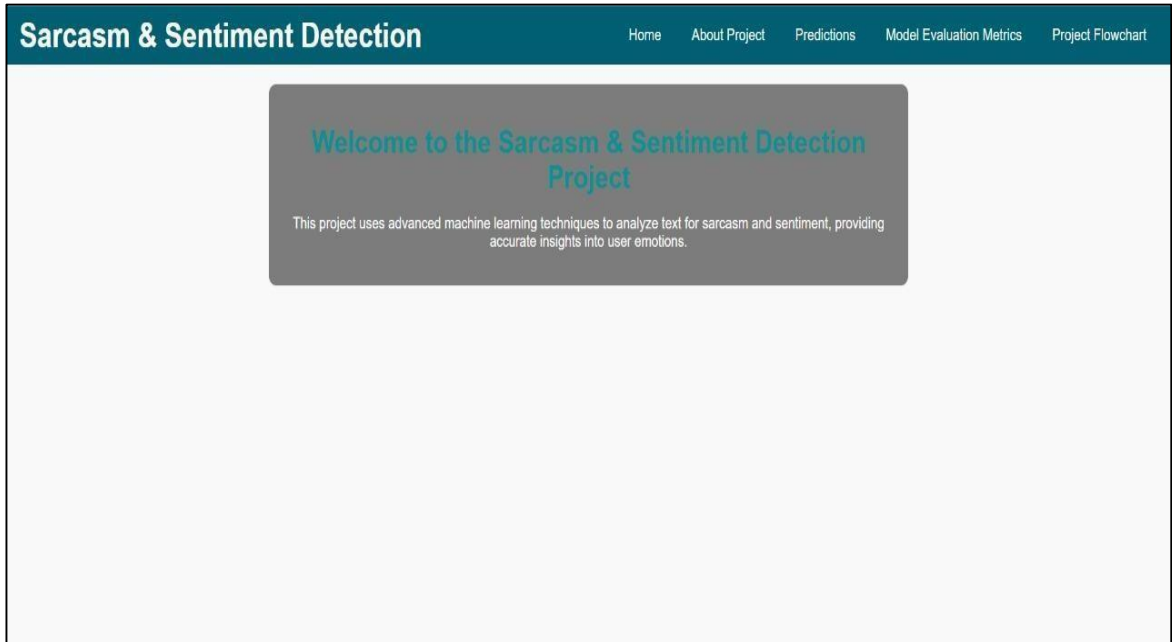 Sarcasm & Sentiment Detection
Home About Project Predictions Model Evaluation Metrics Project Flowchart
Welcome to the Sarcasm & Sentiment Detection
Project
This project uses advanced machine learning techniques to analyze text for sarcasm and sentiment, providing
accurate insights into user emotions.